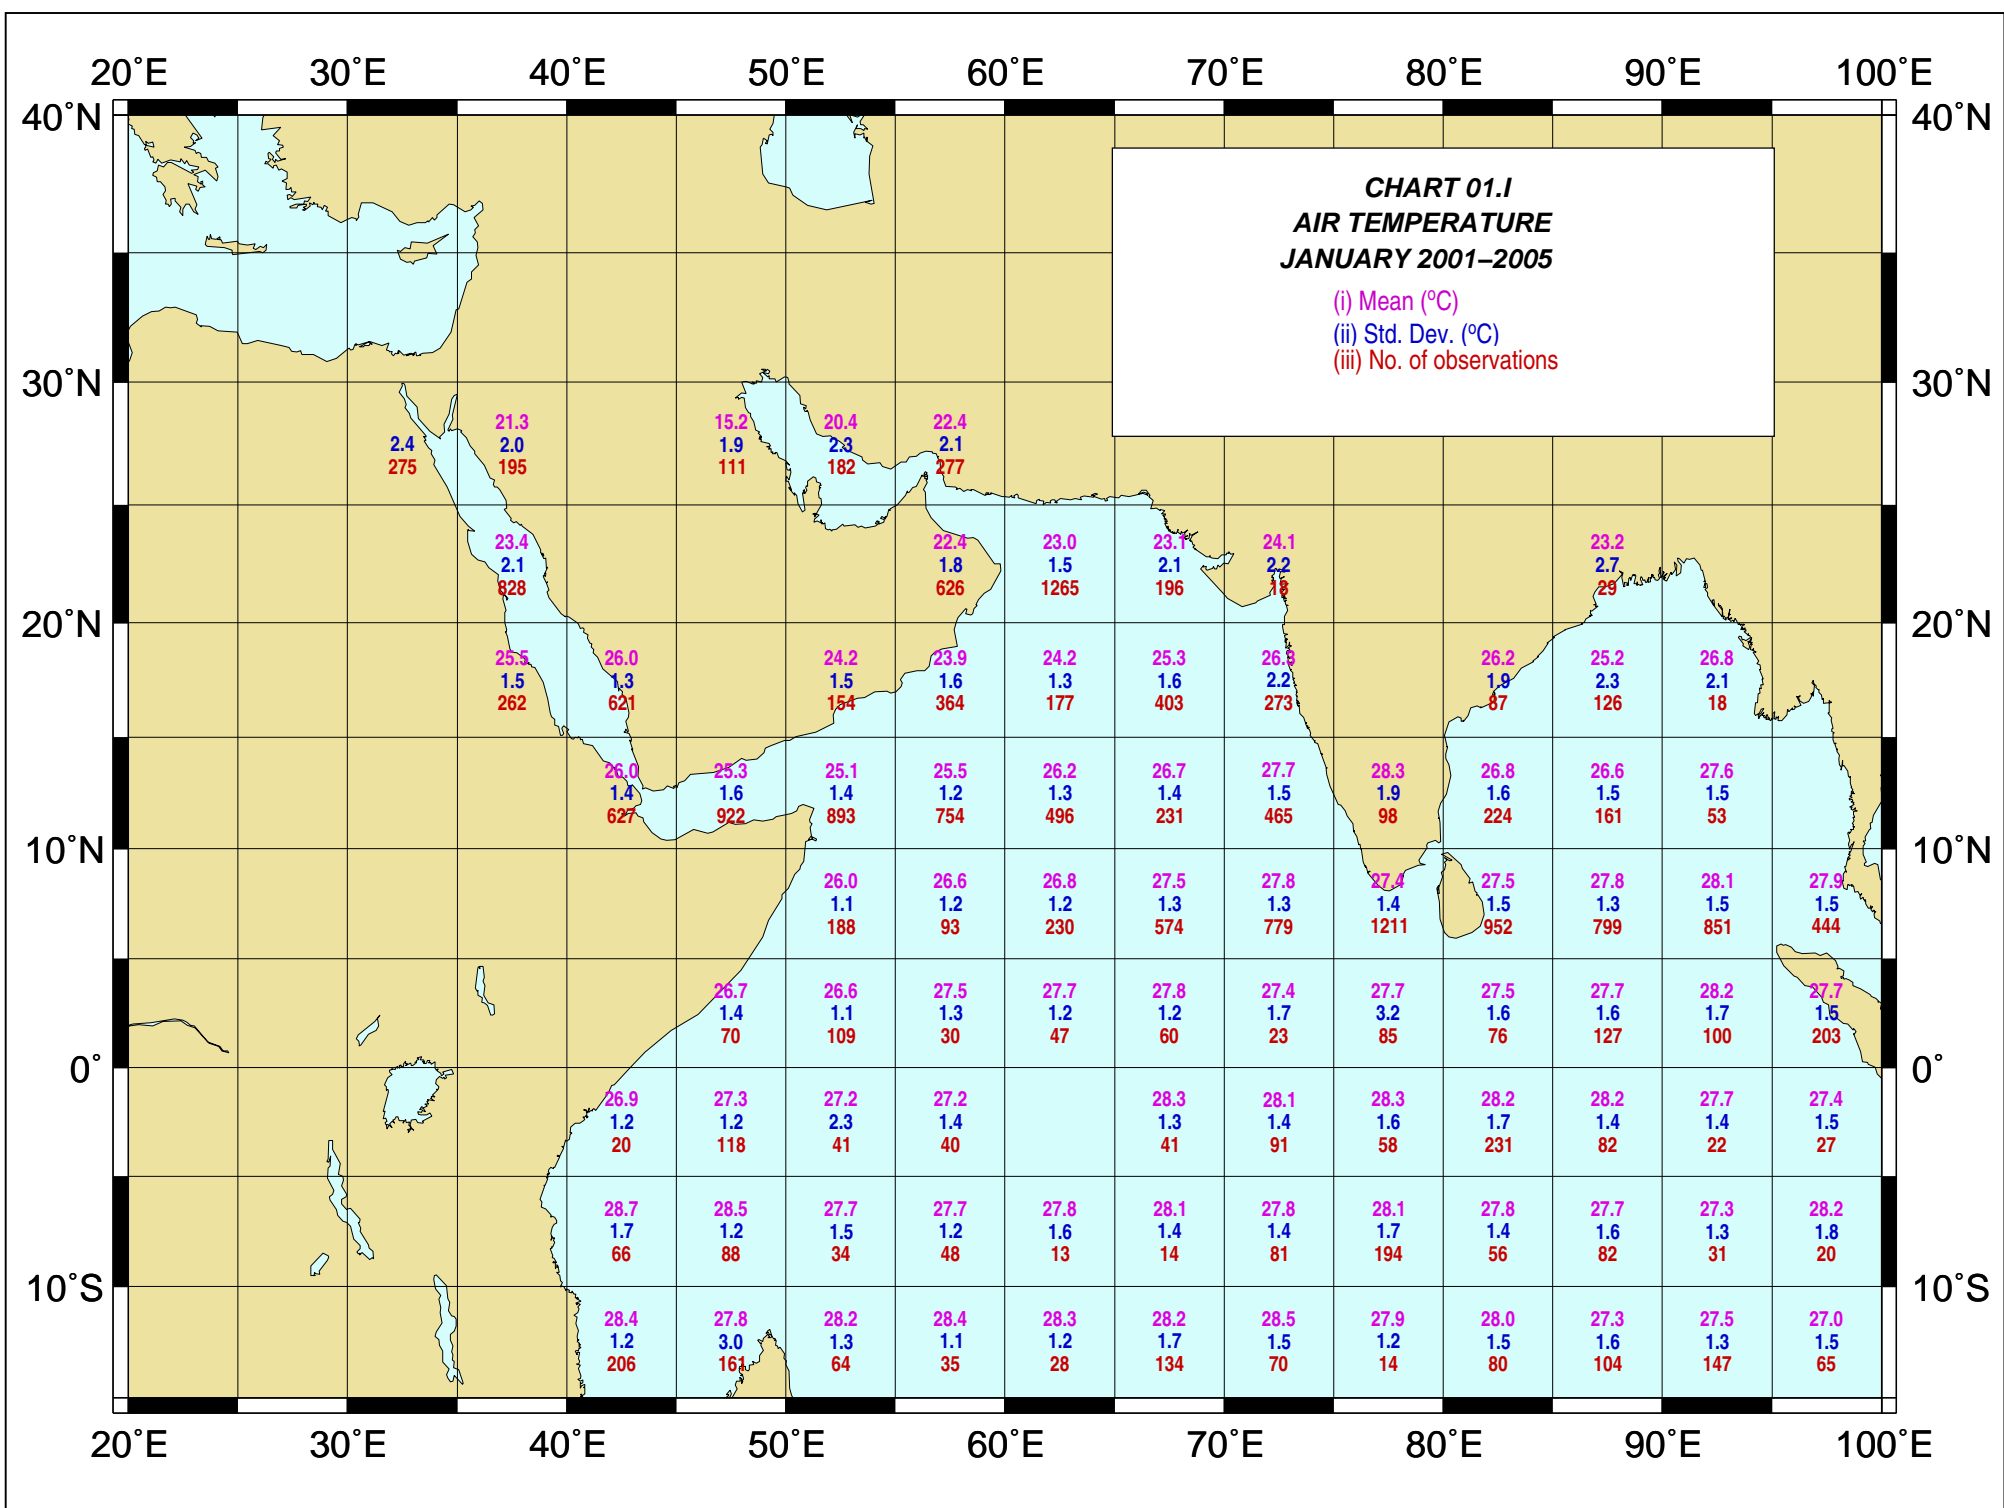 20°E 30°E 40°E 50°E 60°E 70°E 80°E 90°E 100°E
40°N 40°N
CHART 01.I
AIR TEMPERATURE
JANUARY 2001–2005
(i) Mean (ºC)
(ii) Std. Dev. (ºC)
(iii) No. of observations
30°N 30°N
21.3 15.2 20.4 22.4
2.4 2.0 1.9 2.3 2.1
275 195 111 182 277
23.4 22.4 23.0 23.1 24.1 23.2
2.1 1.8 1.5 2.1 2.2 2.7
828 626 1265 196 18 29
20°N 20°N
25.5 26.0 24.2 23.9 24.2 25.3 26.8 26.2 25.2 26.8
1.5 1.3 1.5 1.6 1.3 1.6 2.2 1.9 2.3 2.1
262 621 154 364 177 403 273 87 126 18
26.0 25.3 25.1 25.5 26.2 26.7 27.7 28.3 26.8 26.6 27.6
1.4 1.6 1.4 1.2 1.3 1.4 1.5 1.9 1.6 1.5 1.5
627 922 893 754 496 231 465 98 224 161 53
10°N 10°N
26.0 26.6 26.8 27.5 27.8 27.4 27.5 27.8 28.1 27.9
1.1 1.2 1.2 1.3 1.3 1.4 1.5 1.3 1.5 1.5
188 93 230 574 779 1211 952 799 851 444
26.7 26.6 27.5 27.7 27.8 27.4 27.7 27.5 27.7 28.2 27.7
1.4 1.1 1.3 1.2 1.2 1.7 3.2 1.6 1.6 1.7 1.5
70 109 30 47 60 23 85 76 127 100 203
0° 0°
26.9 27.3 27.2 27.2 28.3 28.1 28.3 28.2 28.2 27.7 27.4
1.2 1.2 2.3 1.4 1.3 1.4 1.6 1.7 1.4 1.4 1.5
20 118 41 40 41 91 58 231 82 22 27
28.7 28.5 27.7 27.7 27.8 28.1 27.8 28.1 27.8 27.7 27.3 28.2
1.7 1.2 1.5 1.2 1.6 1.4 1.4 1.7 1.4 1.6 1.3 1.8
66 88 34 48 13 14 81 194 56 82 31 20
10°S 10°S
28.4 27.8 28.2 28.4 28.3 28.2 28.5 27.9 28.0 27.3 27.5 27.0
1.2 3.0 1.3 1.1 1.2 1.7 1.5 1.2 1.5 1.6 1.3 1.5
206 161 64 35 28 134 70 14 80 104 147 65
20°E 30°E 40°E 50°E 60°E 70°E 80°E 90°E 100°E